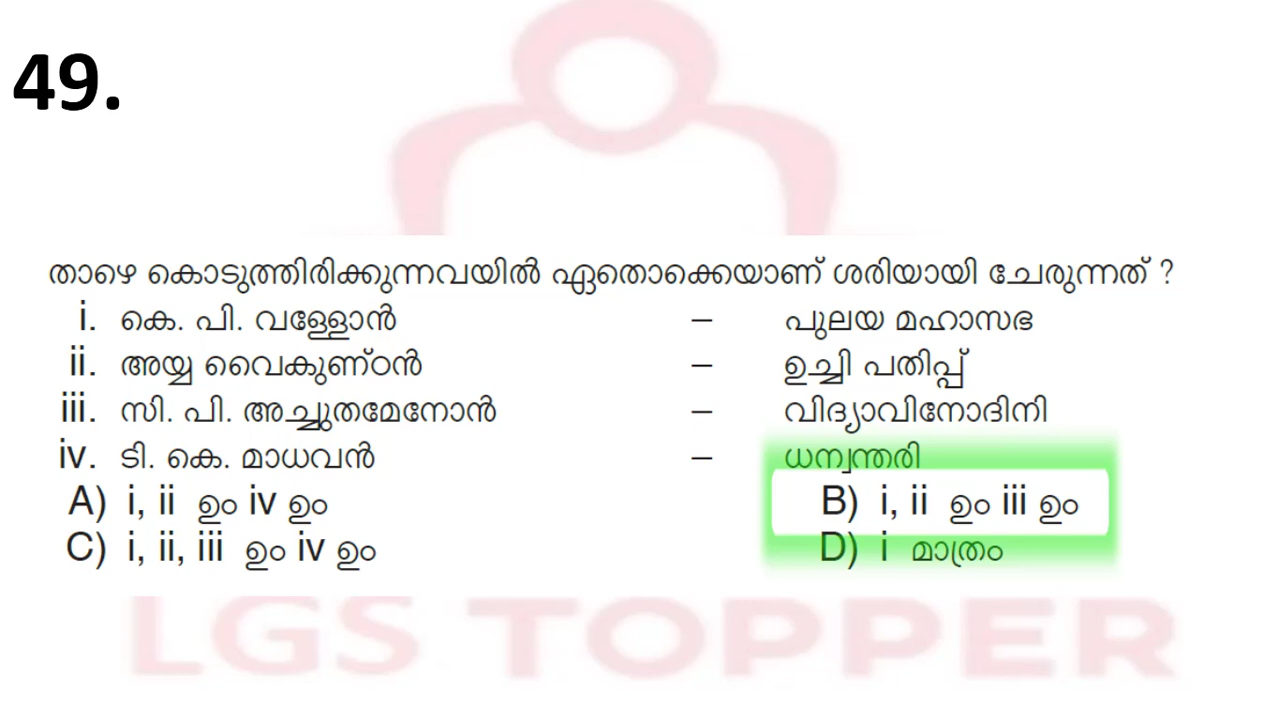 49.
താഴെ കൊടുത്തിരിക്കുന്നവയിൽ ഏതൊക്കെയാണ് ശരിയായി ചേരുന്നത് ?
i. കെ. പി. വള്ളോൻ – പുലയ മഹാസഭ
ii. അയ്യ വൈകുണ്ഠൻ – ഉച്ചി പതിപ്പ്
iii. സി. പി. അച്ച്യുതമേനോൻ – വിദ്യാവിനോദിനി
iv. ടി. കെ. മാധവൻ – ധന്വന്തരി
A) i, ii ഉം iv ഉം B) i, ii ഉം iii ഉം
C) i, ii, iii ഉം iv ഉം D) i മാത്രം
LGS TOPPER